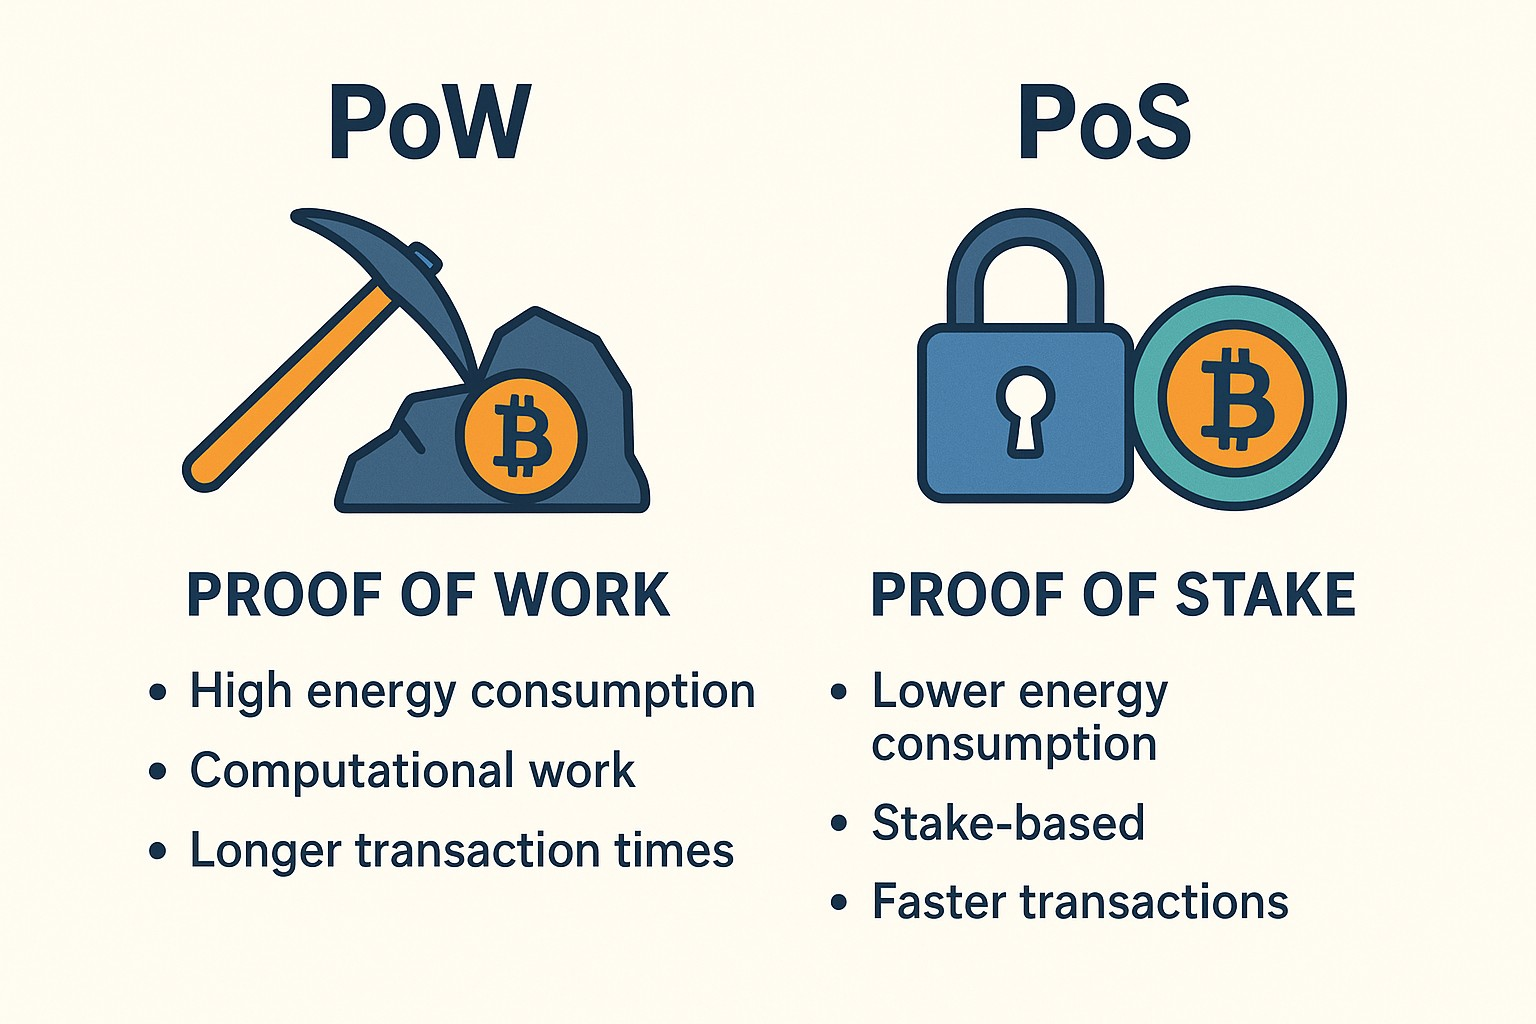 PoW
PROOF OF WORK
• High energy consumption
• Computational work
• Longer transaction times
PoS
PROOF OF STAKE
• Lower energy
consumption
• Stake-based
• Faster transactions